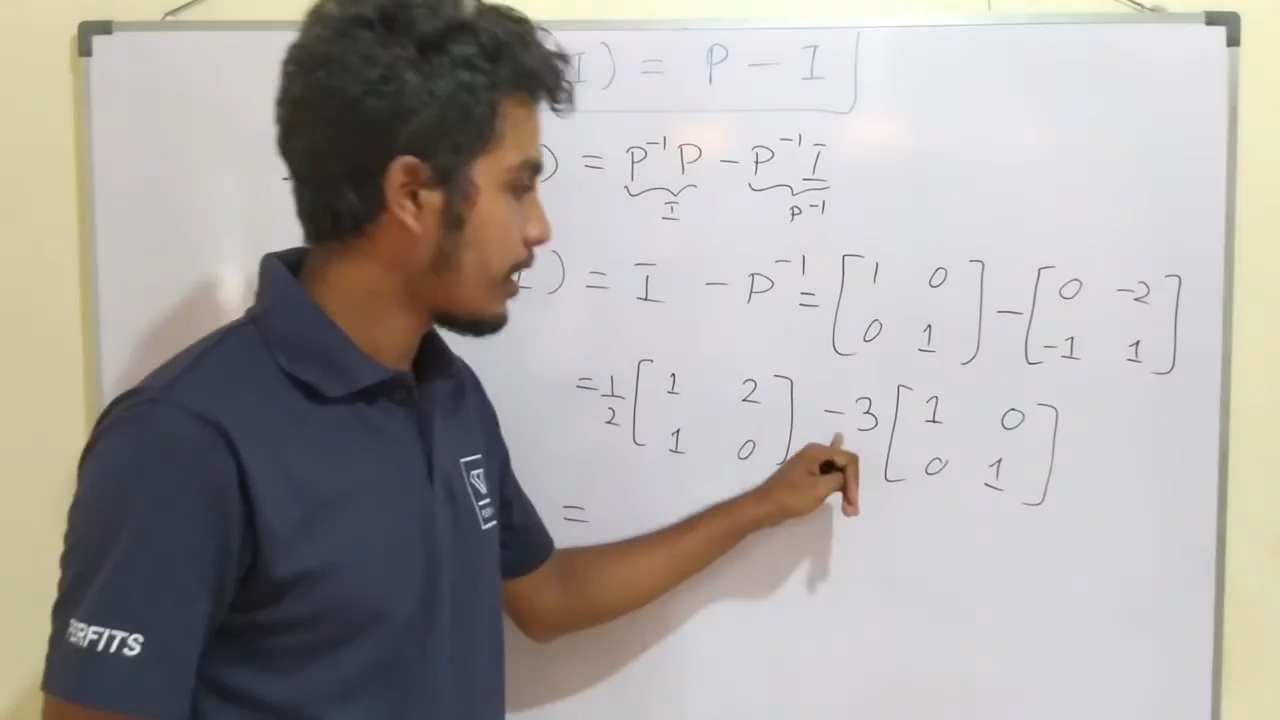 I) = P - I
) = P⁻¹P - P⁻¹I
I P⁻¹
I) = I - P⁻¹ = [1 0; 0 1] - [0 -2; -1 1]
= 1/2 [1 2; 1 0] - 3 [1 0; 0 1]
=
PERFITS